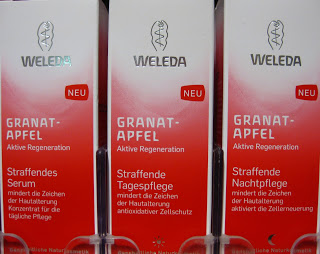 WELEDA
NEU
GRANAT-
APFEL
Aktive Regeneration
Straffendes
Serum
mindert die Zeichen
der Hautalterung
Konzentrat für die
tägliche Pflege
WELEDA
NEU
GRANAT-
APFEL
Aktive Regeneration
Straffende
Tagespflege
mindert die Zeichen
der Hautalterung
antioxidativer Zellschutz
WELEDA
NEU
GRANAT-
APFEL
Aktive Regeneration
Straffende
Nachtpflege
mindert die Zeichen
der Hautalterung
aktiviert die Zellerneuerung